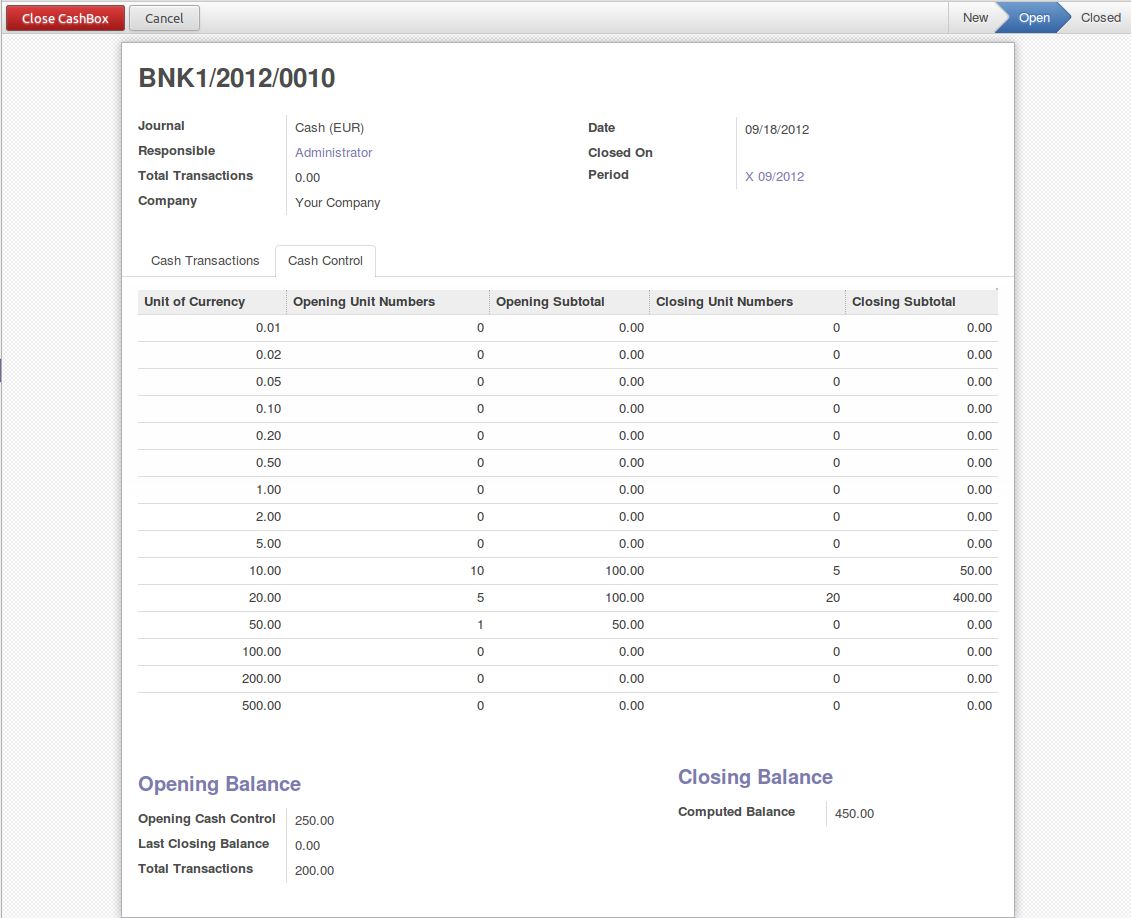 Close CashBox Cancel New Open Closed
BNK1/2012/0010
Journal Cash (EUR) Date 09/18/2012
Responsible Administrator Closed On
Total Transactions 0.00 Period X 09/2012
Company Your Company
Cash Transactions Cash Control
Unit of Currency Opening Unit Numbers Opening Subtotal Closing Unit Numbers Closing Subtotal
0.01 0 0.00 0 0.00
0.02 0 0.00 0 0.00
0.05 0 0.00 0 0.00
0.10 0 0.00 0 0.00
0.20 0 0.00 0 0.00
0.50 0 0.00 0 0.00
1.00 0 0.00 0 0.00
2.00 0 0.00 0 0.00
5.00 0 0.00 0 0.00
10.00 10 100.00 5 50.00
20.00 5 100.00 20 400.00
50.00 1 50.00 0 0.00
100.00 0 0.00 0 0.00
200.00 0 0.00 0 0.00
500.00 0 0.00 0 0.00
Opening Balance
Opening Cash Control 250.00
Last Closing Balance 0.00
Total Transactions 200.00
Closing Balance
Computed Balance 450.00